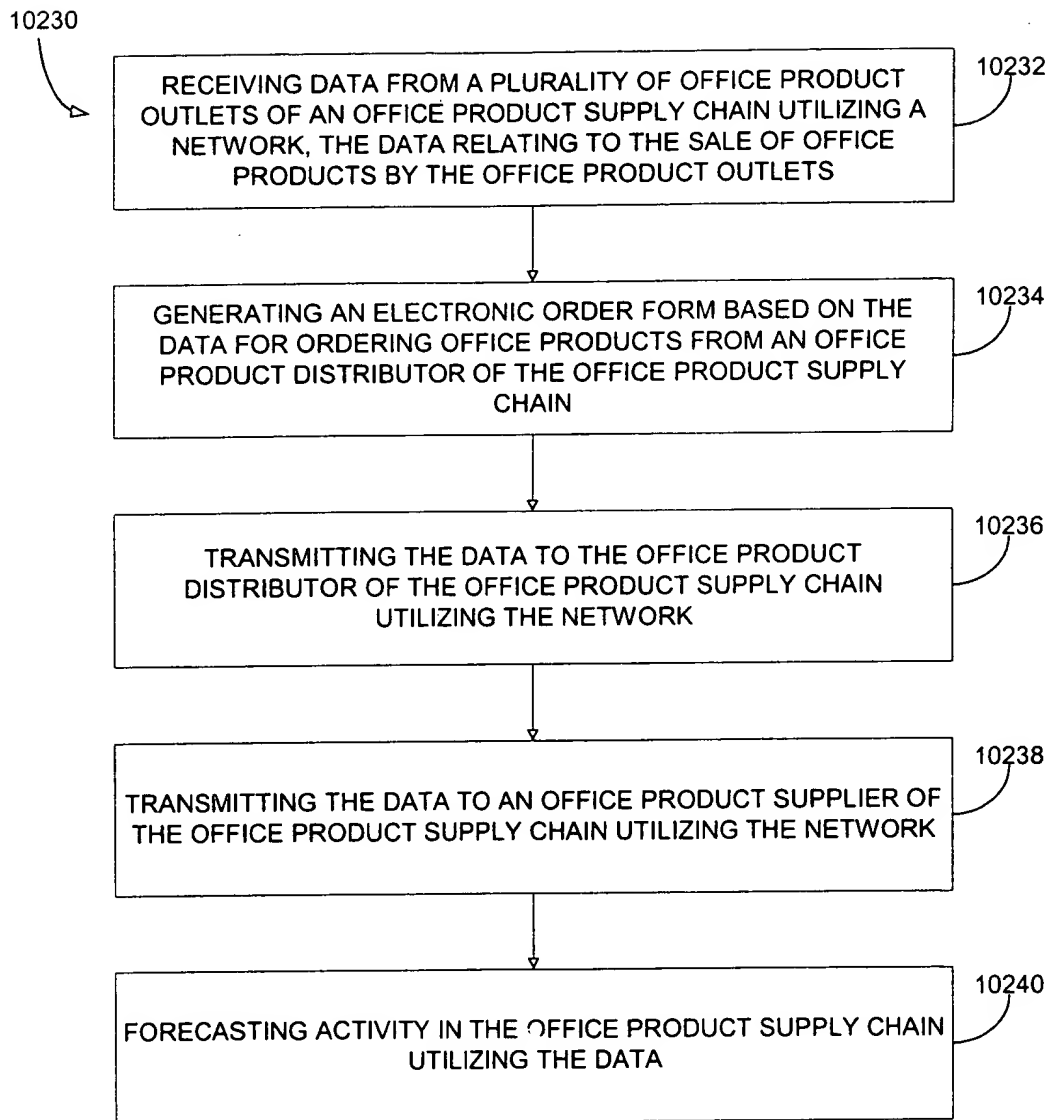 10230
RECEIVING DATA FROM A PLURALITY OF OFFICE PRODUCT
OUTLETS OF AN OFFICE PRODUCT SUPPLY CHAIN UTILIZING A
NETWORK, THE DATA RELATING TO THE SALE OF OFFICE
PRODUCTS BY THE OFFICE PRODUCT OUTLETS
10232
GENERATING AN ELECTRONIC ORDER FORM BASED ON THE
DATA FOR ORDERING OFFICE PRODUCTS FROM AN OFFICE
PRODUCT DISTRIBUTOR OF THE OFFICE PRODUCT SUPPLY
CHAIN
10234
TRANSMITTING THE DATA TO THE OFFICE PRODUCT
DISTRIBUTOR OF THE OFFICE PRODUCT SUPPLY CHAIN
UTILIZING THE NETWORK
10236
TRANSMITTING THE DATA TO AN OFFICE PRODUCT SUPPLIER OF
THE OFFICE PRODUCT SUPPLY CHAIN UTILIZING THE NETWORK
10238
FORECASTING ACTIVITY IN THE OFFICE PRODUCT SUPPLY CHAIN
UTILIZING THE DATA
10240